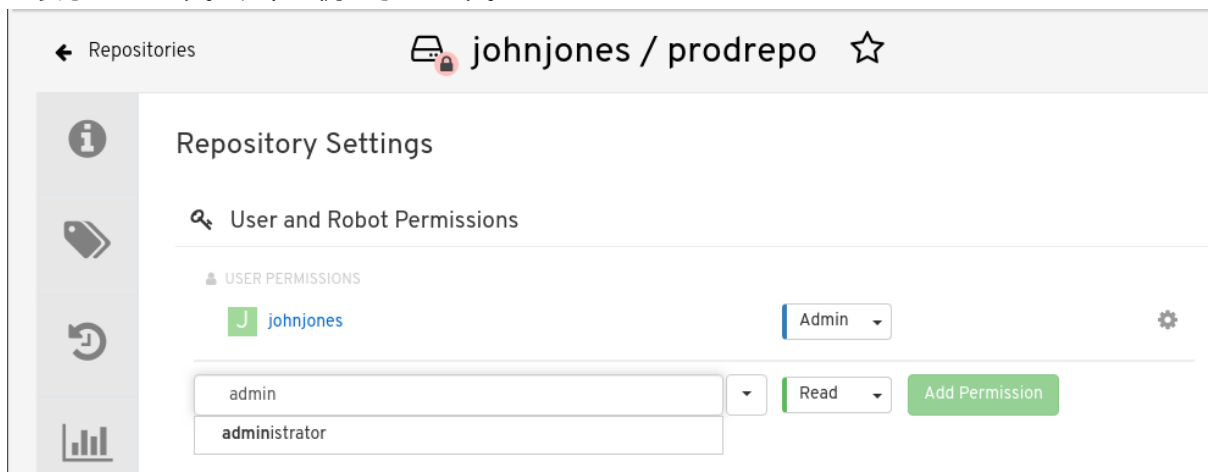 Repositories
johnjones / prodrepo
Repository Settings
User and Robot Permissions
USER PERMISSIONS
J johnjones Admin
admin Read Add Permission
administrator